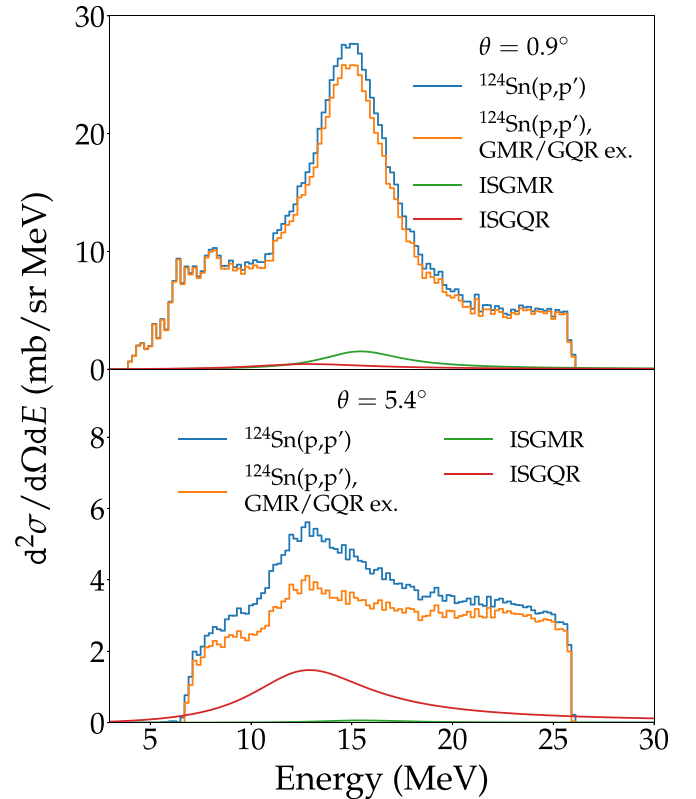 30
20
10
0
θ = 0.9°
¹²⁴Sn(p,p’)
¹²⁴Sn(p,p’),
GMR/GQR ex.
ISGMR
ISGQR
d²σ/dΩdE (mb/sr MeV)
8
6
4
2
0
θ = 5.4°
¹²⁴Sn(p,p’)
¹²⁴Sn(p,p’),
GMR/GQR ex.
ISGMR
ISGQR
5 10 15 20 25 30
Energy (MeV)